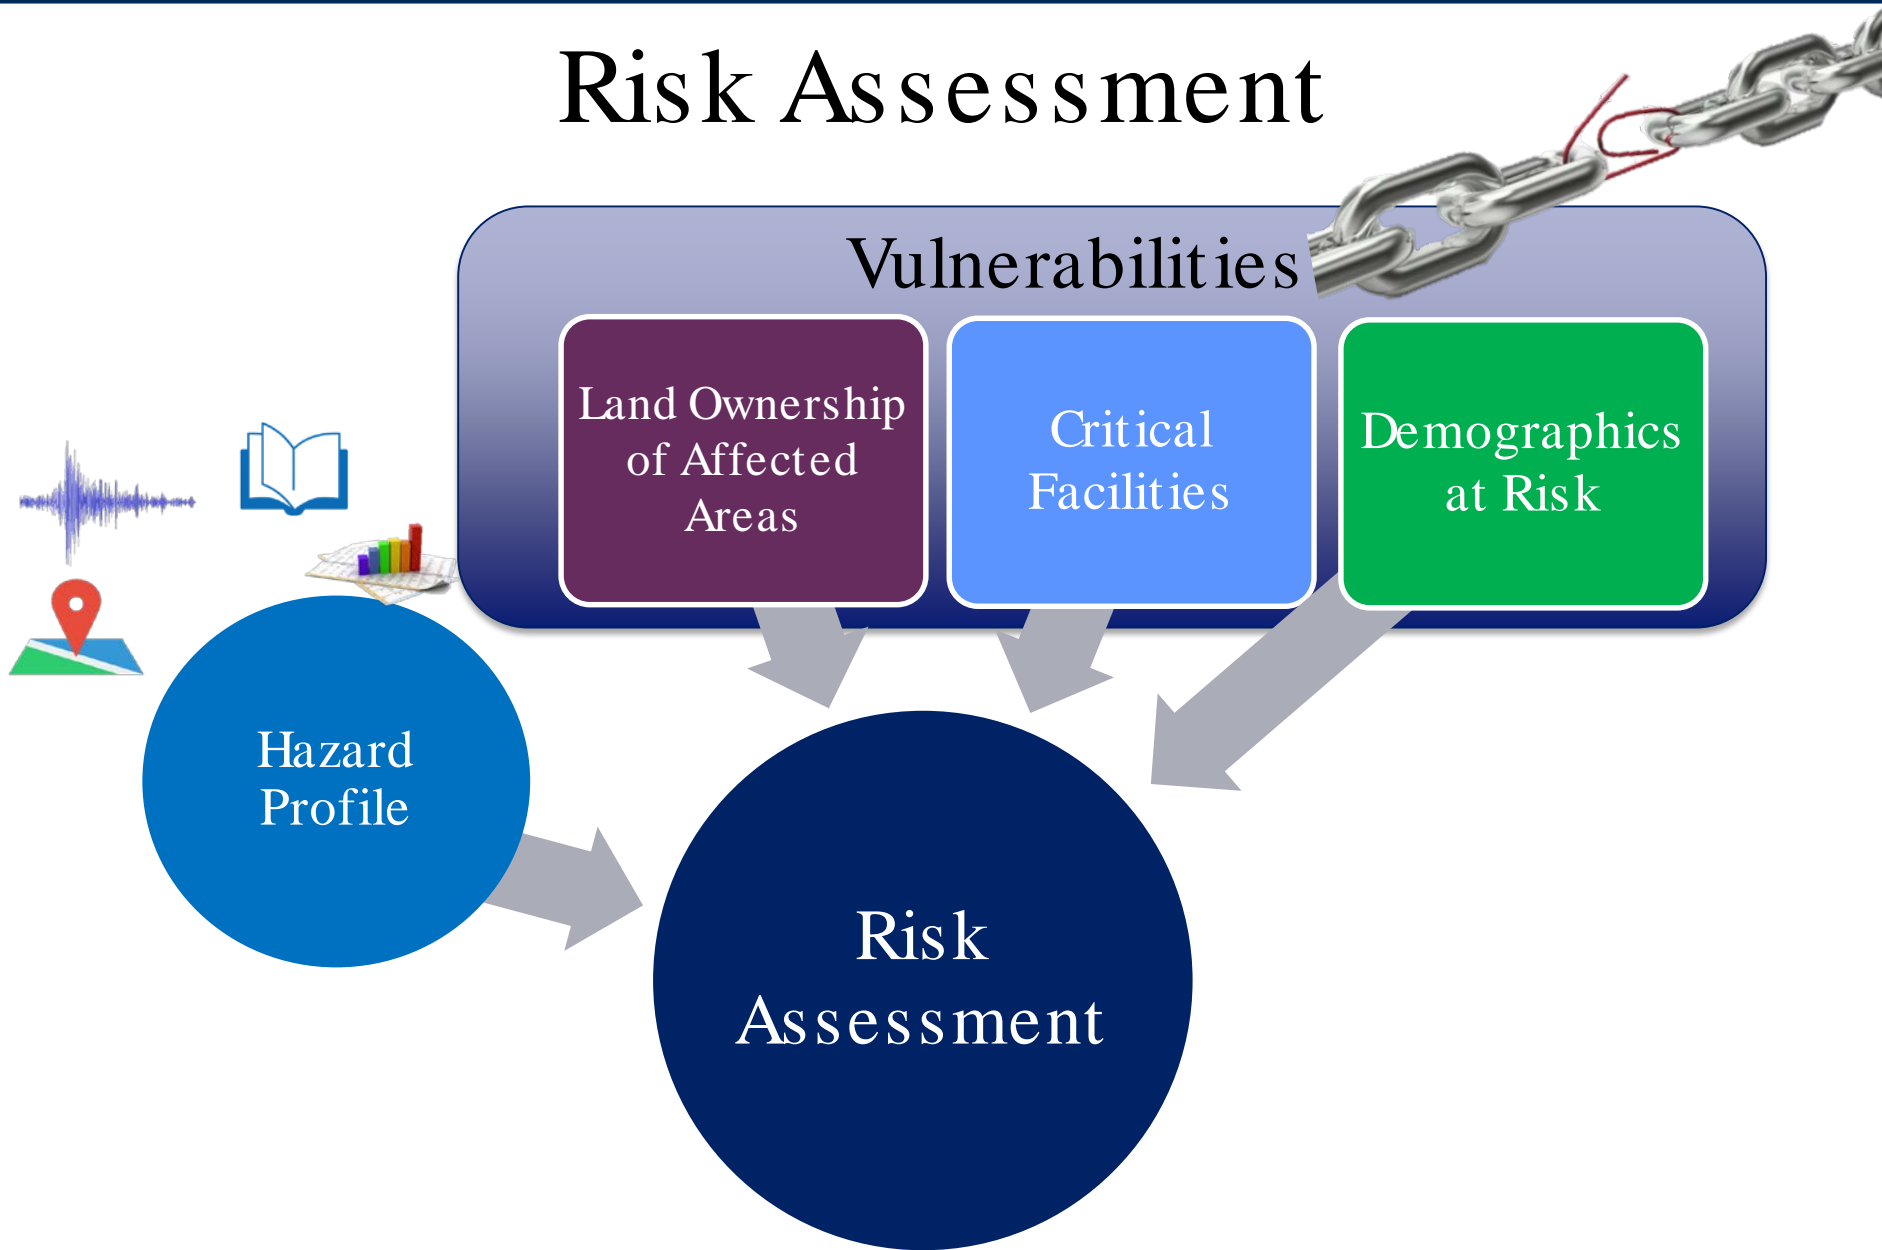 Risk Assessment
Vulnerabilities
Land Ownership
of Affected
Areas
Critical
Facilities
Demographics
at Risk
Hazard
Profile
Risk
Assessment